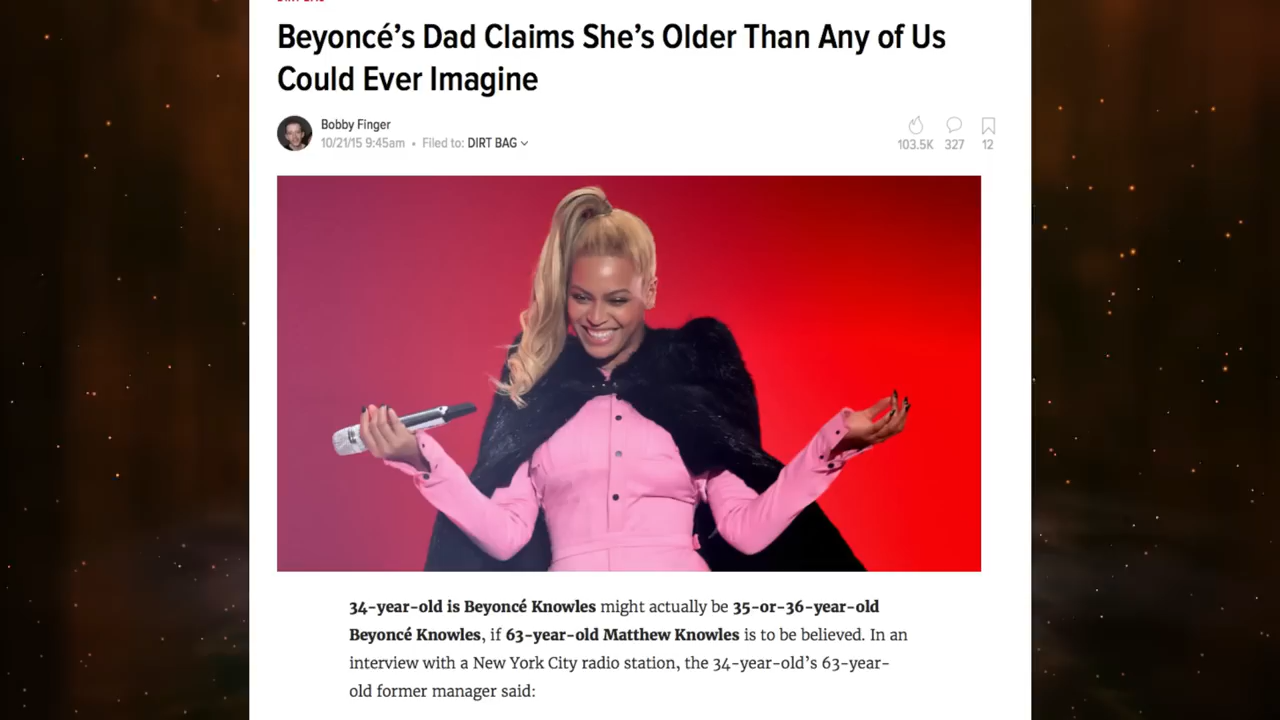 Beyoncé's Dad Claims She's Older Than Any of Us
Could Ever Imagine
Bobby Finger
10/21/15 9:45am • Filed to: DIRT BAG
103.5K 327 12
34-year-old is Beyoncé Knowles might actually be 35-or-36-year-old
Beyoncé Knowles, if 63-year-old Matthew Knowles is to be believed. In an
interview with a New York City radio station, the 34-year-old's 63-year-
old former manager said: